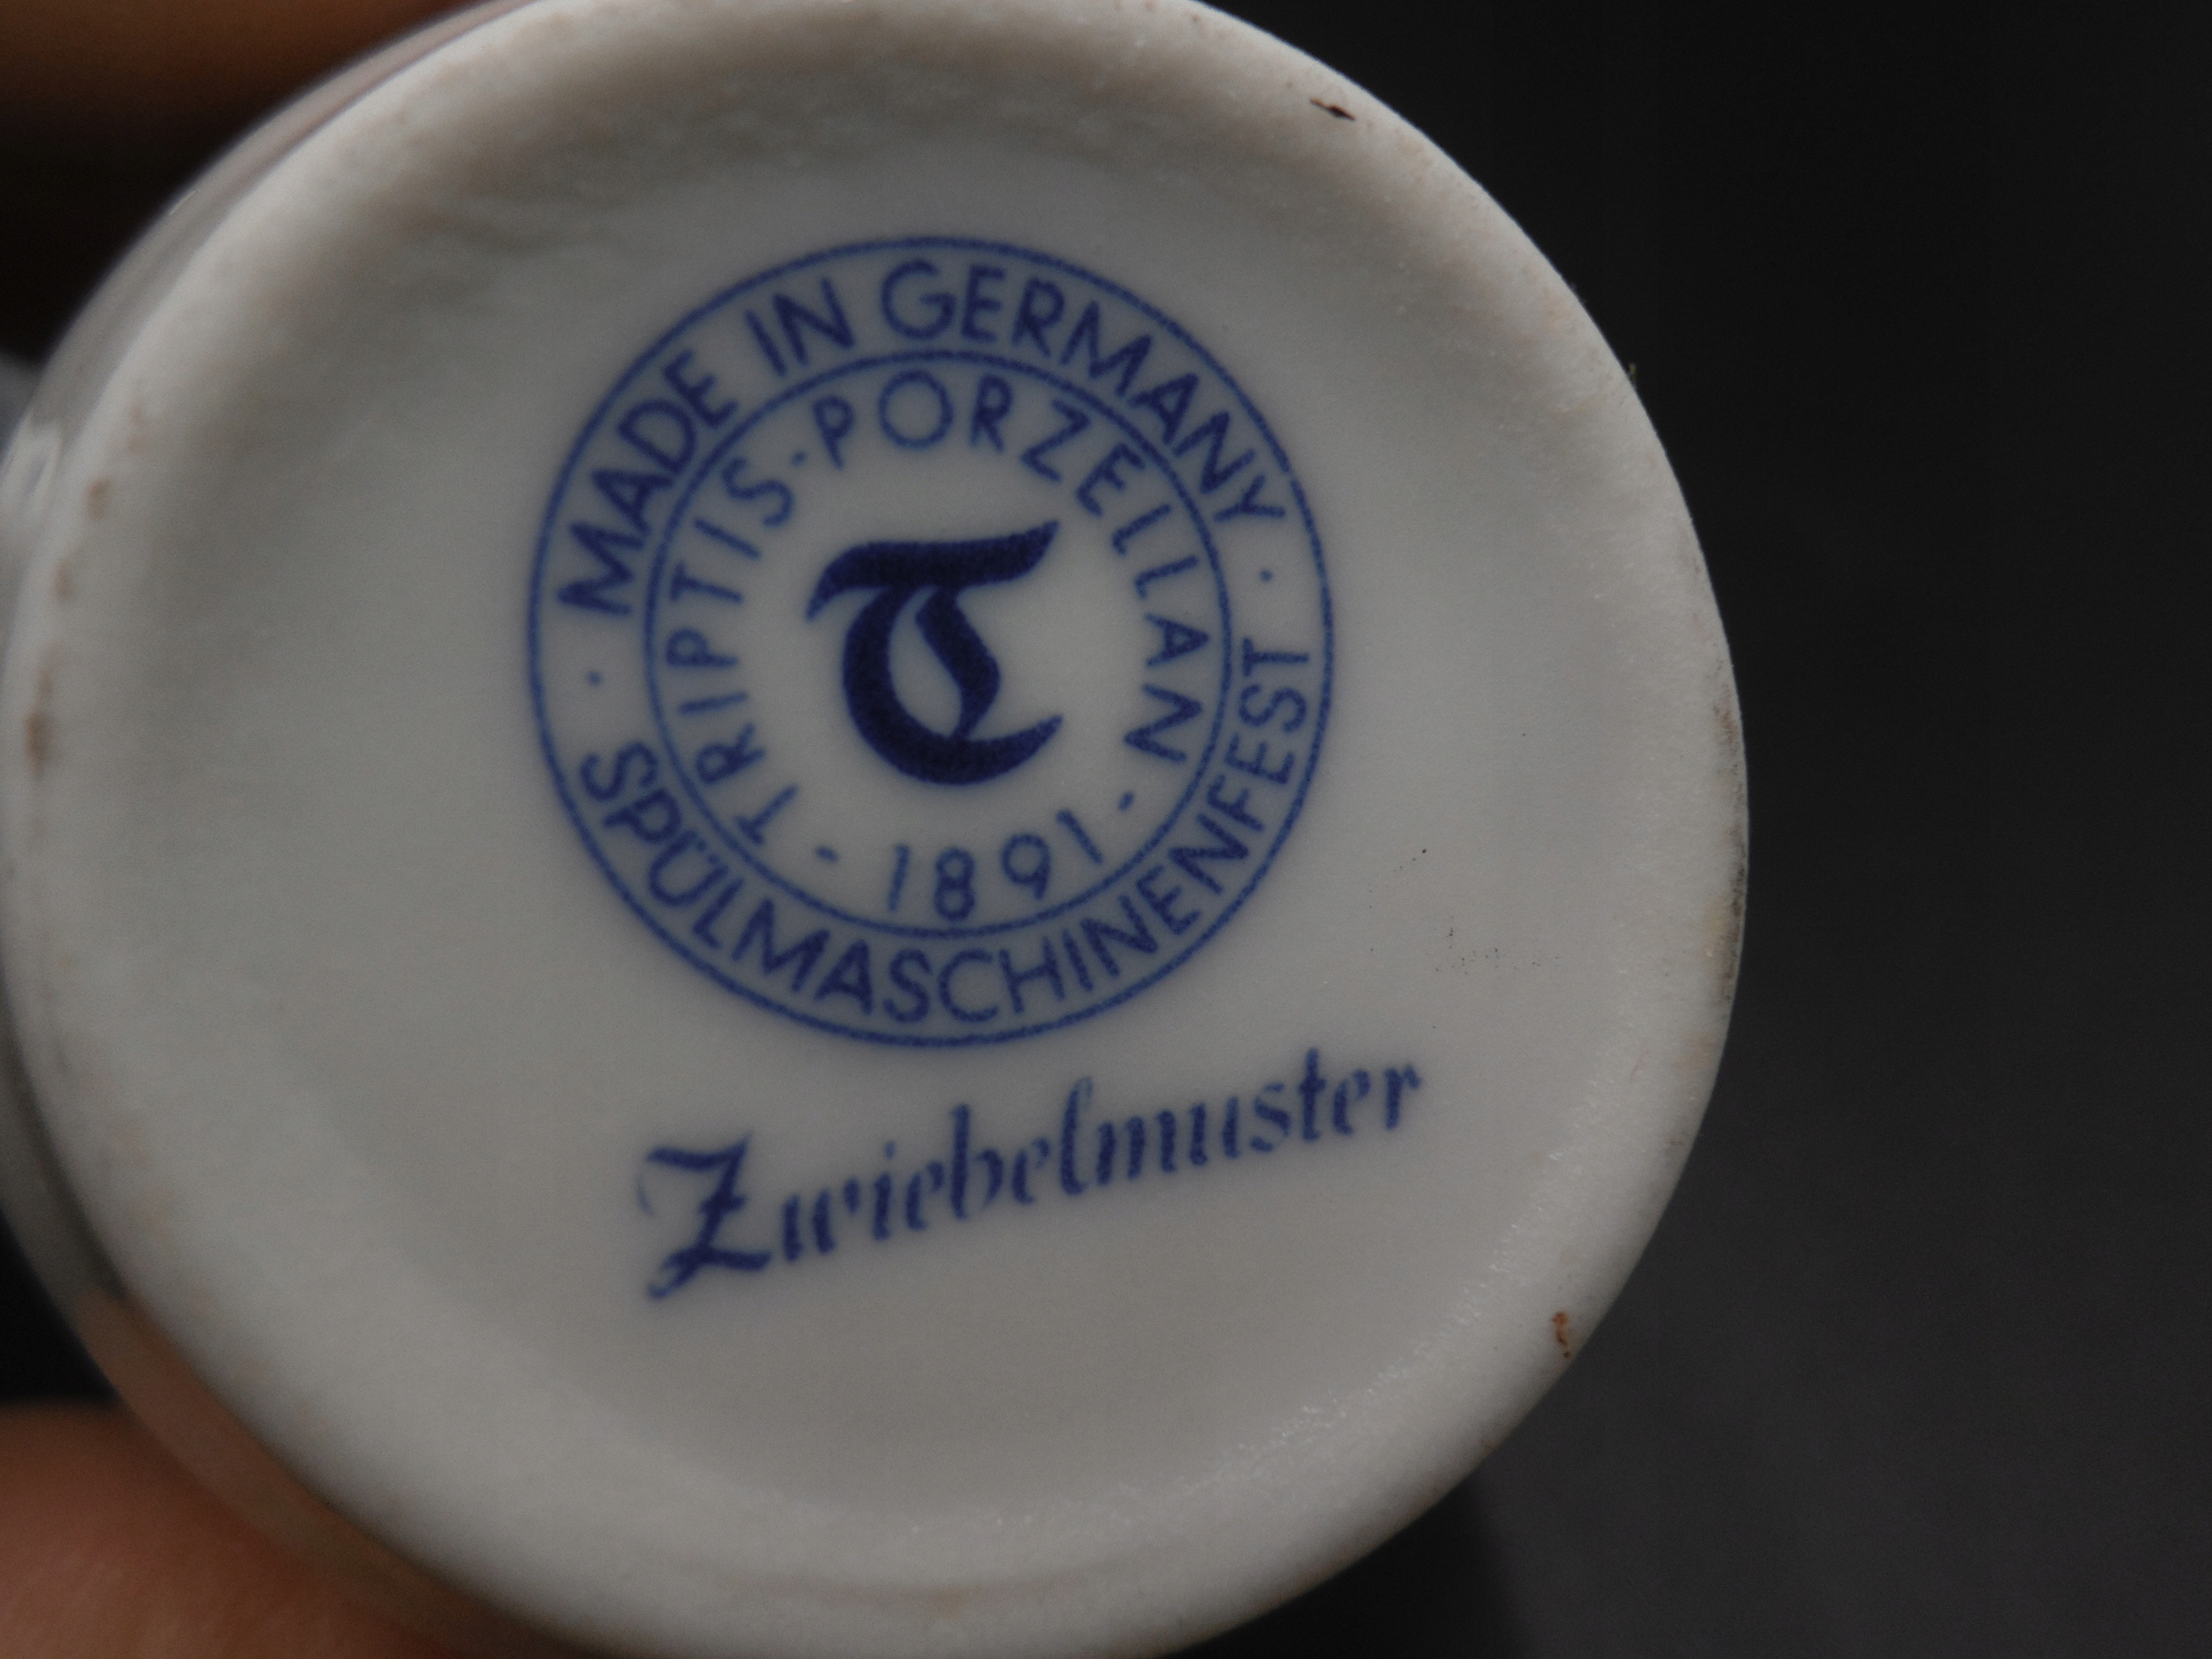 · MADE IN GERMANY ·
TRIPTIS-PORZELLAN
T
- 1891 -
SPÜLMASCHINENFEST
Zwiebelmuster